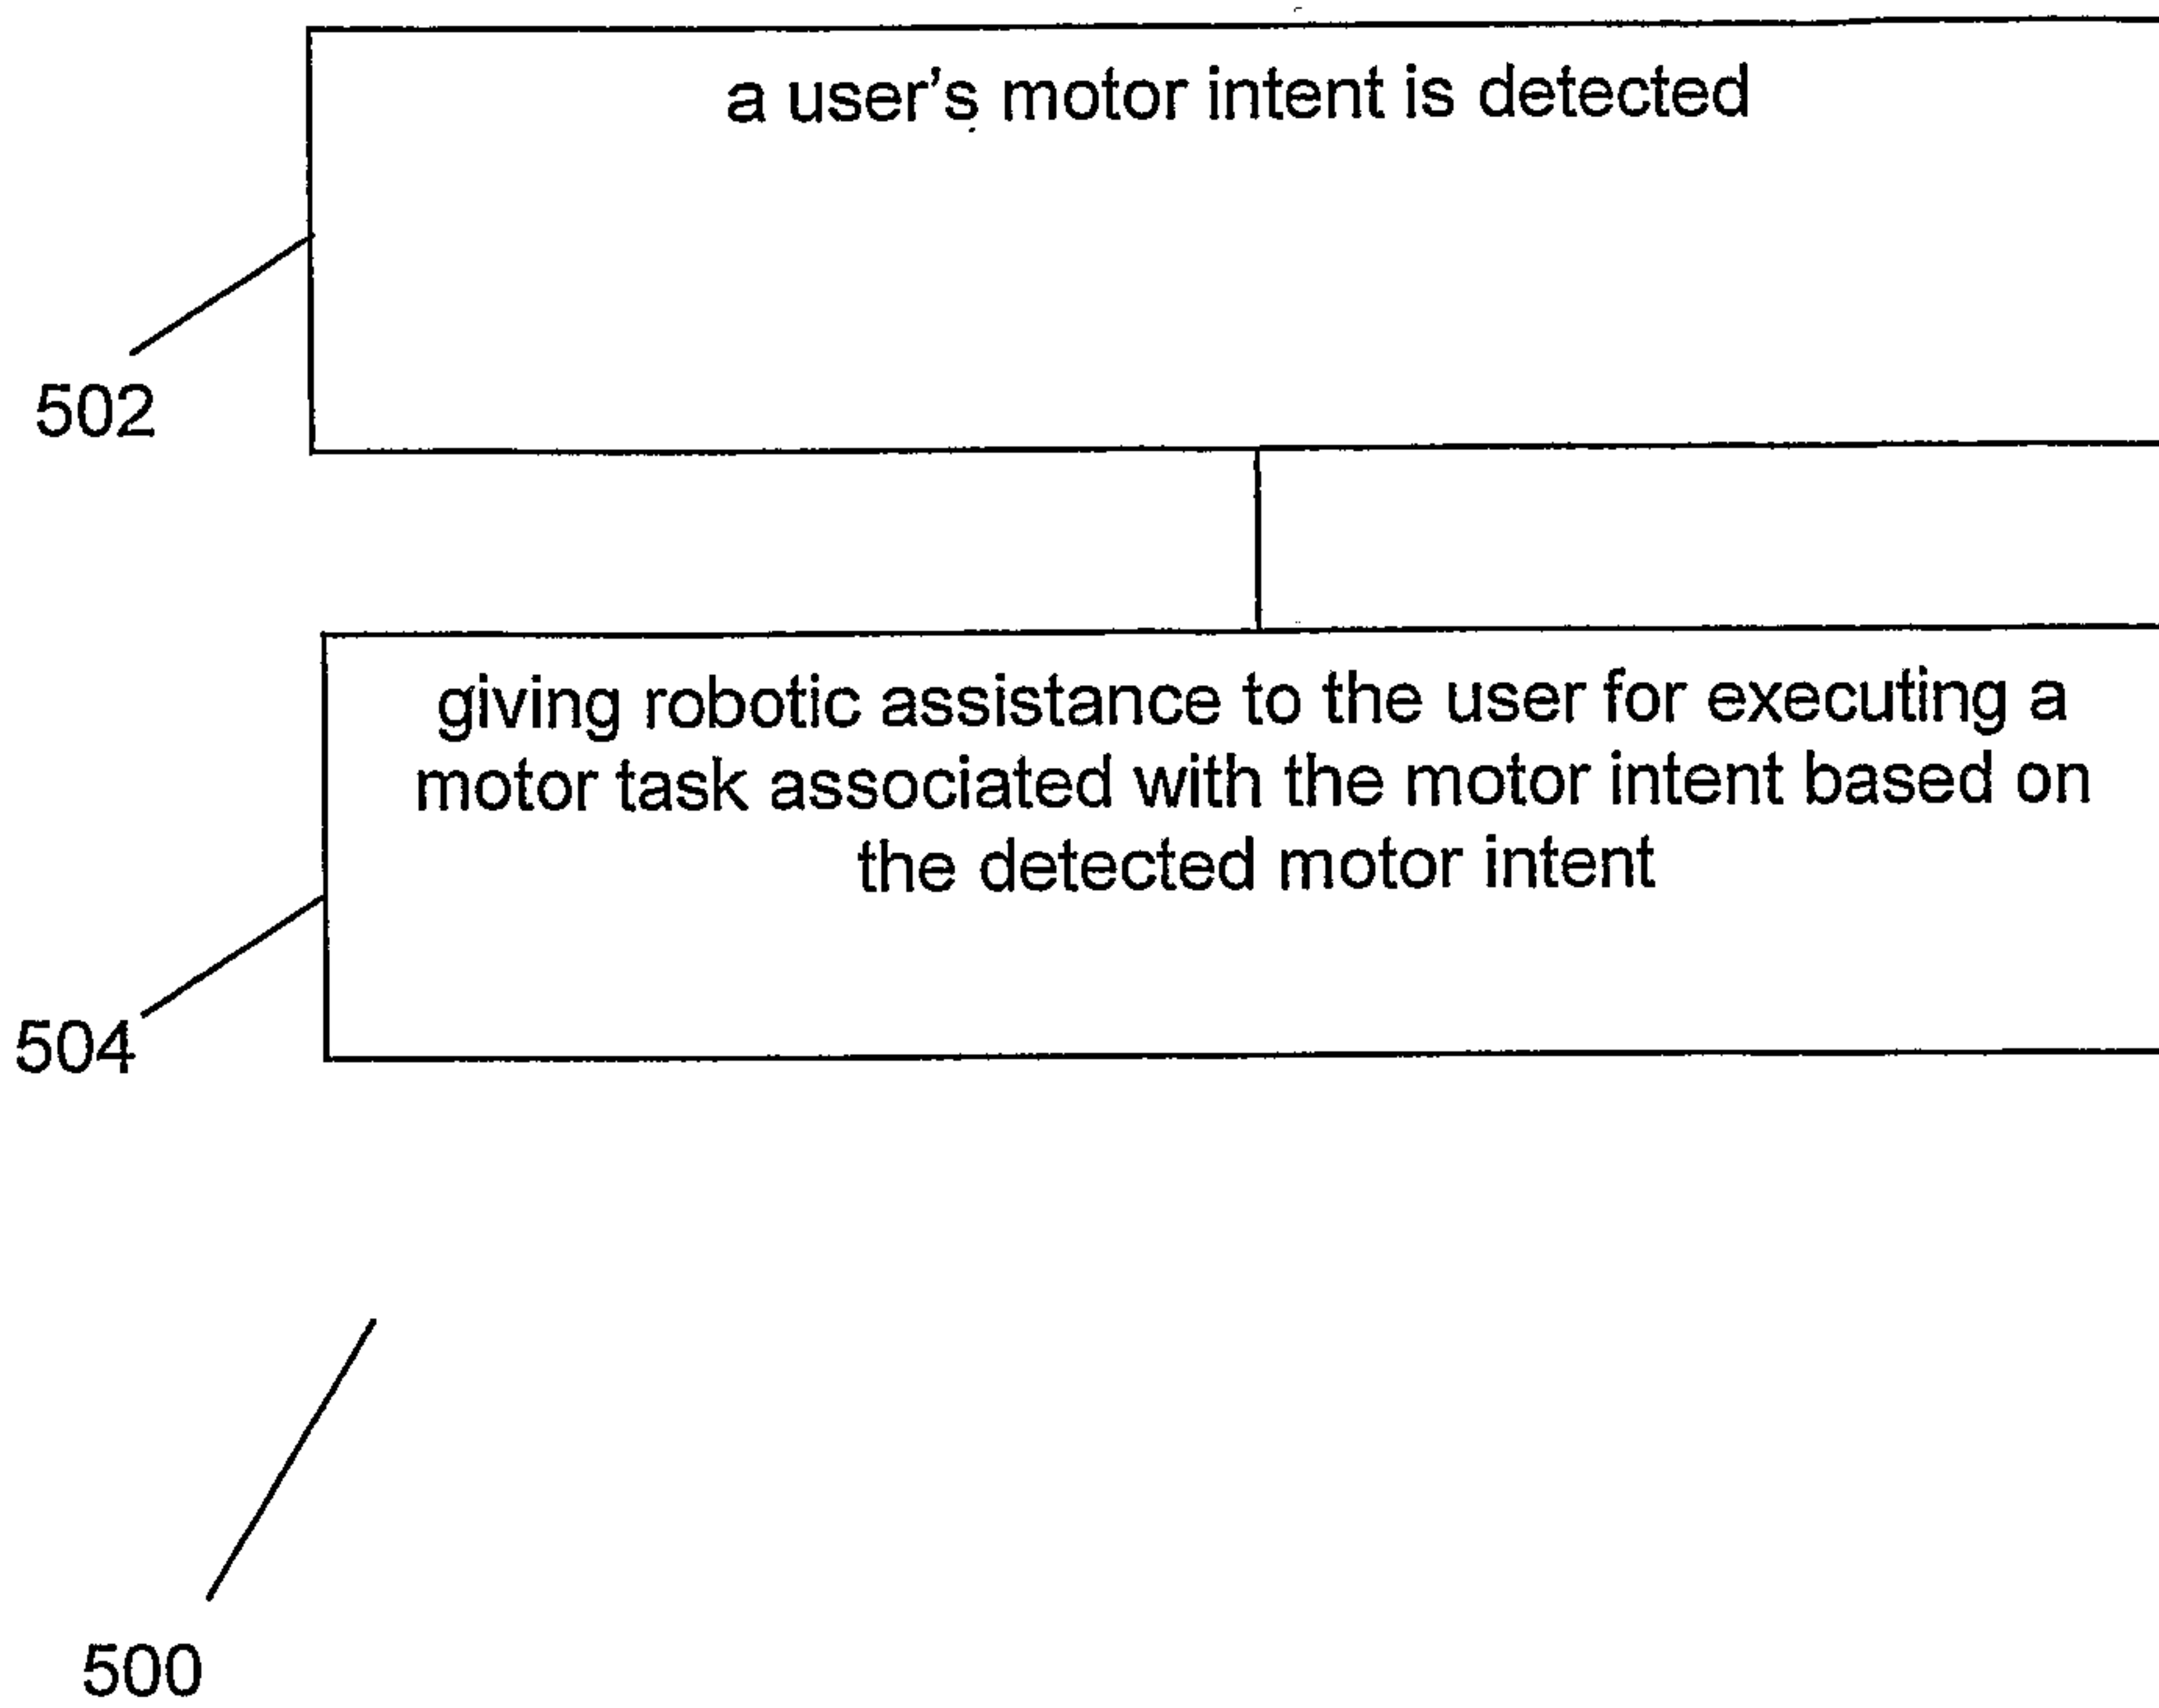 a user's motor intent is detected
502
giving robotic assistance to the user for executing a
motor task associated with the motor intent based on
the detected motor intent
504
500